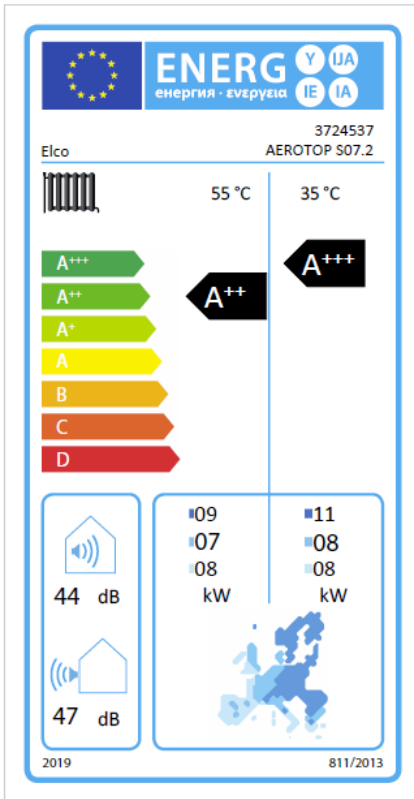 ENERG
енергия · ενεργεια
Y
IJA
IE
IA
3724537
Elco
AEROTOP S07.2
55 °C
35 °C
A+++
A++
A+
A
B
C
D
A++
A+++
09
07
08
kW
11
08
08
kW
44 dB
47 dB
2019
811/2013